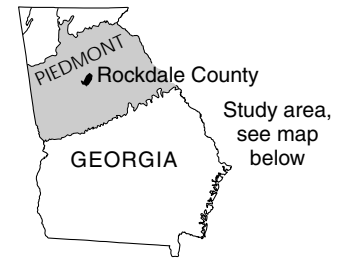 PIEDMONT
Rockdale County
Study area,
see map
below
GEORGIA